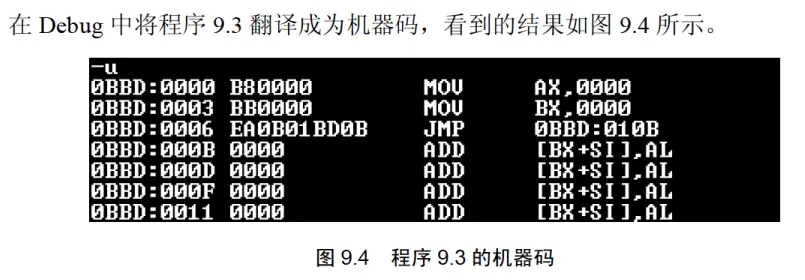 在 Debug 中将程序 9.3 翻译成为机器码，看到的结果如图 9.4 所示。
-u
0BBD:0000 B80000 MOV AX,0000
0BBD:0003 BB0000 MOV BX,0000
0BBD:0006 EA0B01BD0B JMP 0BBD:010B
0BBD:000B 0000 ADD [BX+SI],AL
0BBD:000D 0000 ADD [BX+SI],AL
0BBD:000F 0000 ADD [BX+SI],AL
0BBD:0011 0000 ADD [BX+SI],AL
图 9.4 程序 9.3 的机器码